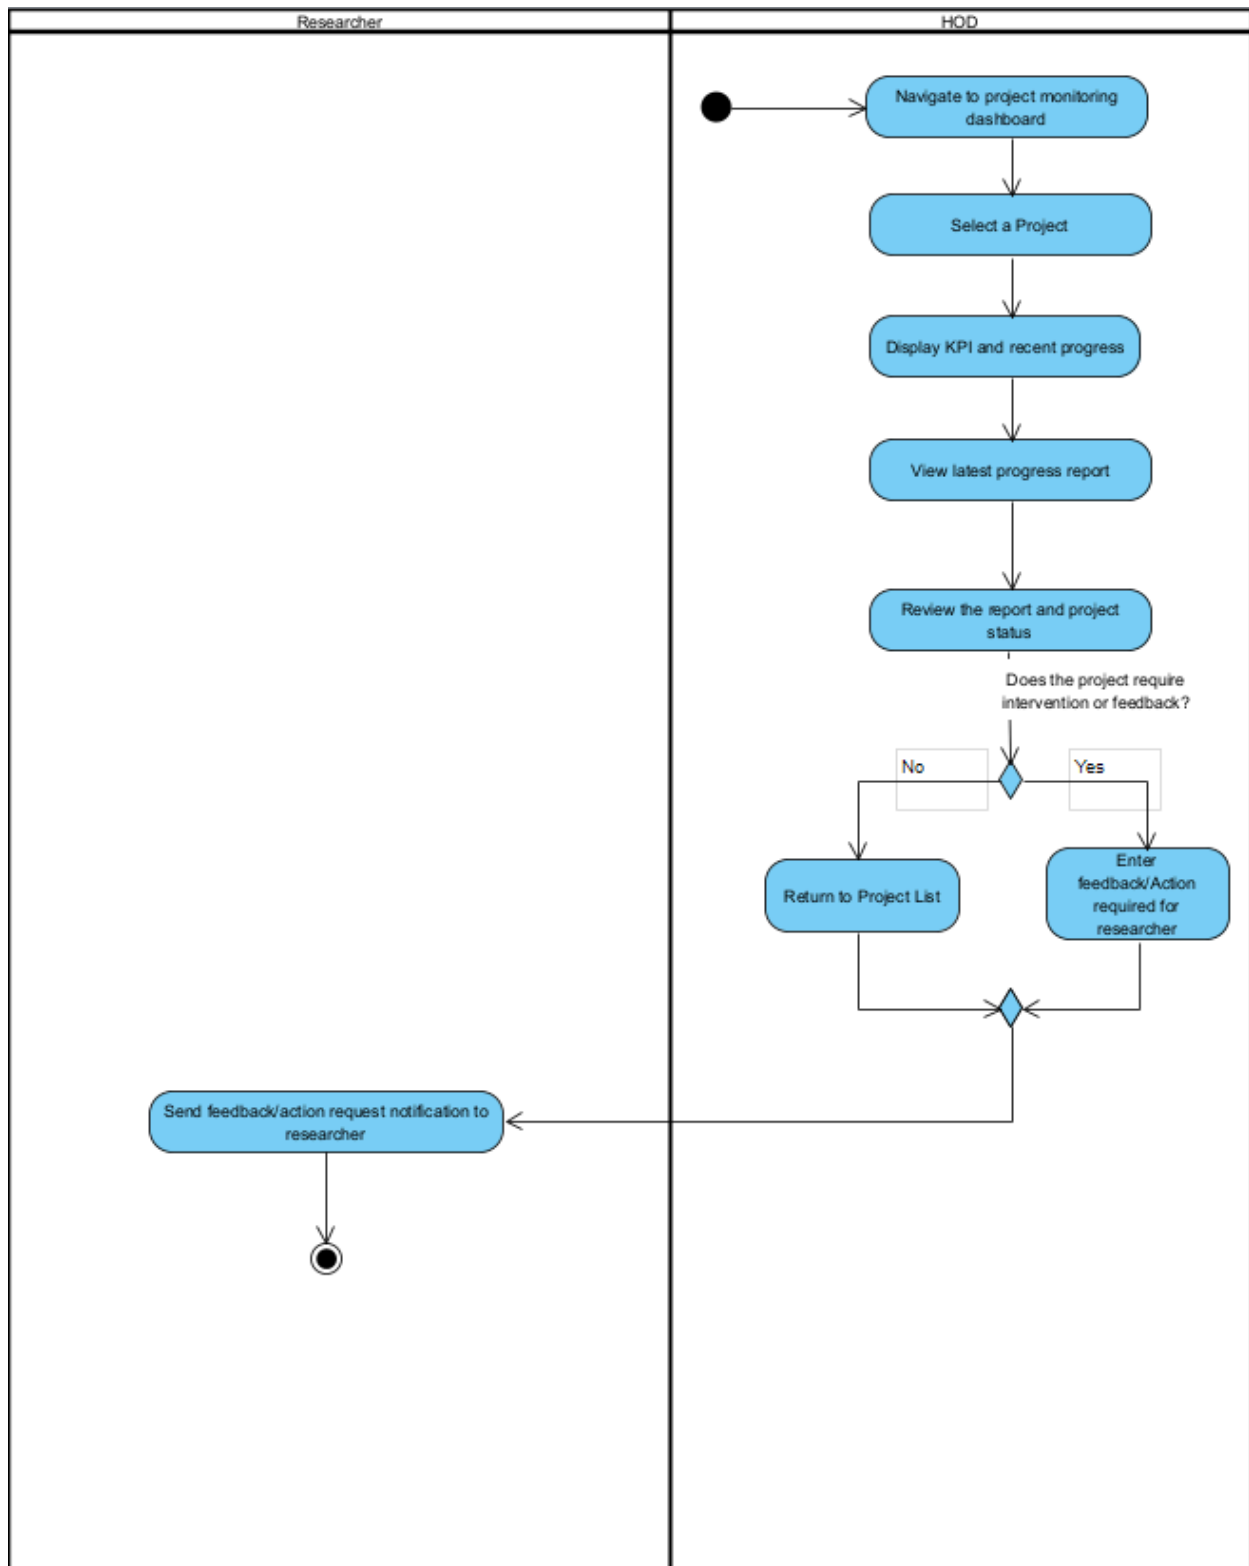 Researcher
HOD
Navigate to project monitoring
dashboard
Select a Project
Display KPI and recent progress
View latest progress report
Review the report and project
status
Does the project require
intervention or feedback?
No
Yes
Return to Project List
Enter
feedback/Action
required for
researcher
Send feedback/action request notification to
researcher